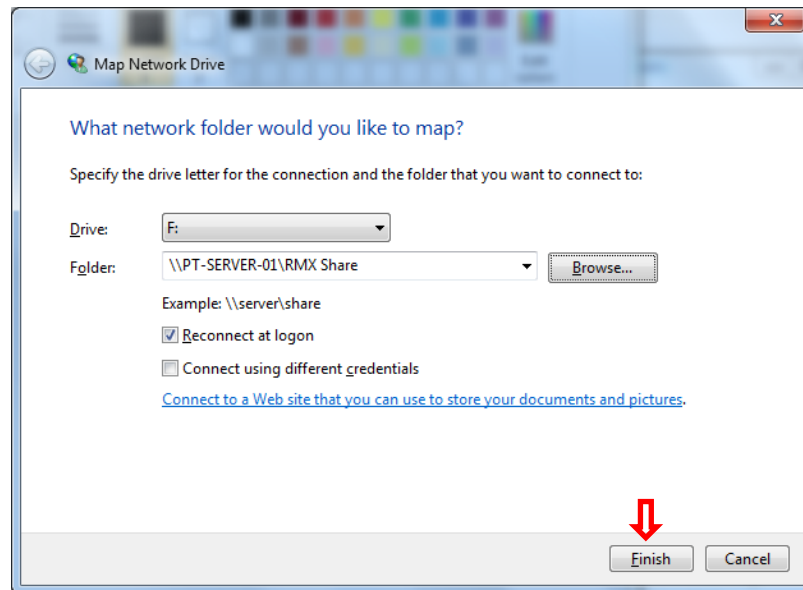 Map Network Drive
What network folder would you like to map?
Specify the drive letter for the connection and the folder that you want to connect to:
Drive: F:
Folder: \\PT-SERVER-01\RMX Share Browse...
Example: \\server\share
Reconnect at logon
Connect using different credentials
Connect to a Web site that you can use to store your documents and pictures.
Finish Cancel